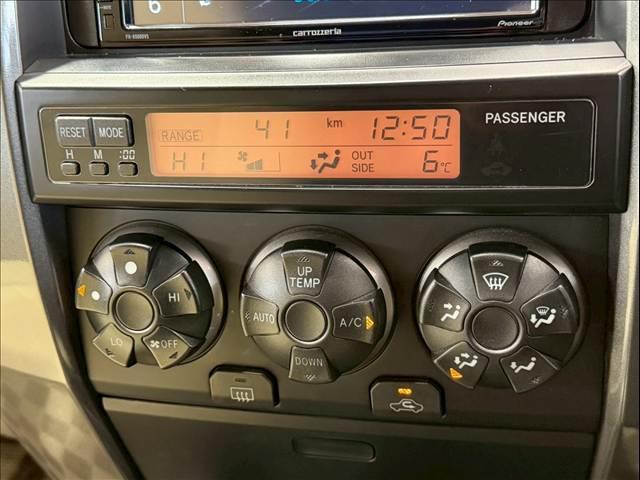 carrozzeria
Pioneer
RESET MODE
H M :00
RANGE 41 km 12:50
HI OUT SIDE 6°C
PASSENGER
HI
LO
OFF
UP TEMP
AUTO
A/C
DOWN